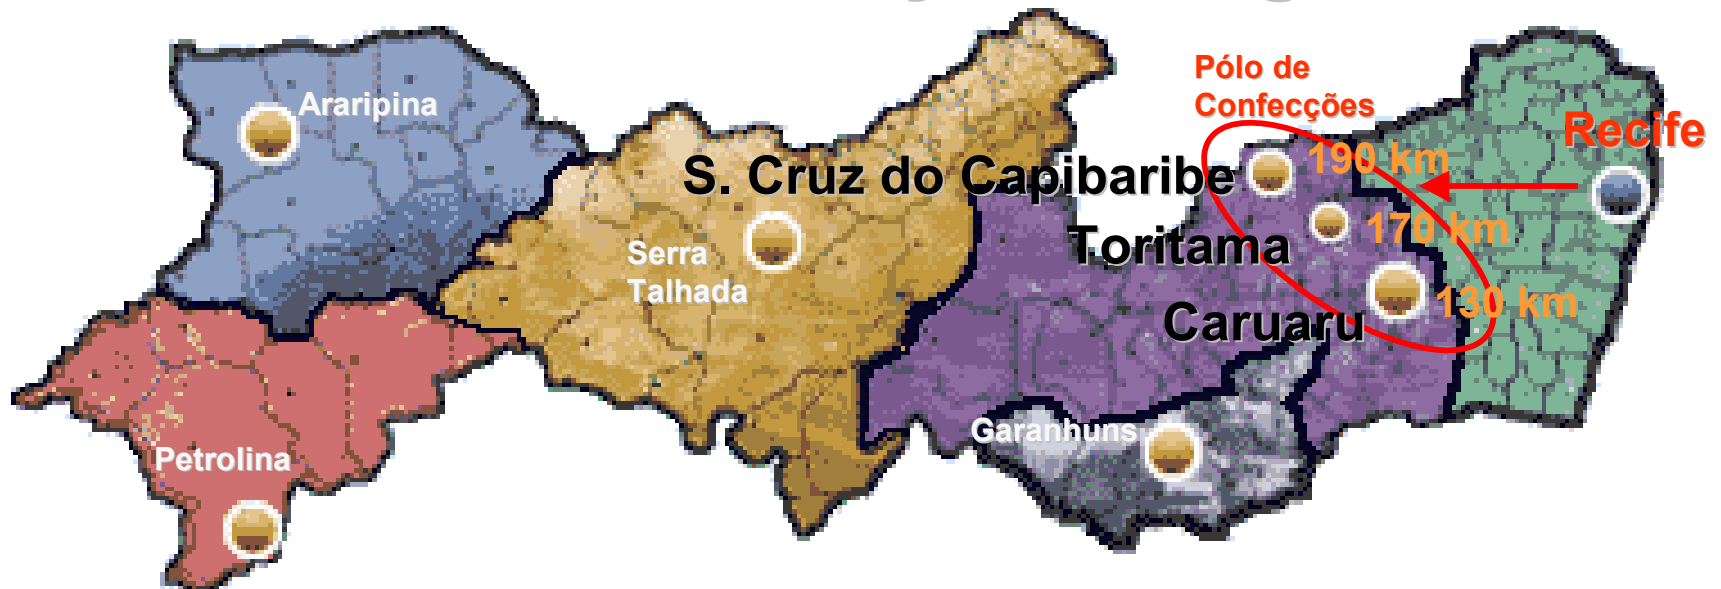 Pólo de
Confecções
Araripina
Recife
190 km
S. Cruz do Capibaribe
170 km
Toritama
Serra
Talhada
130 km
Caruaru
Garanhuns
Petrolina